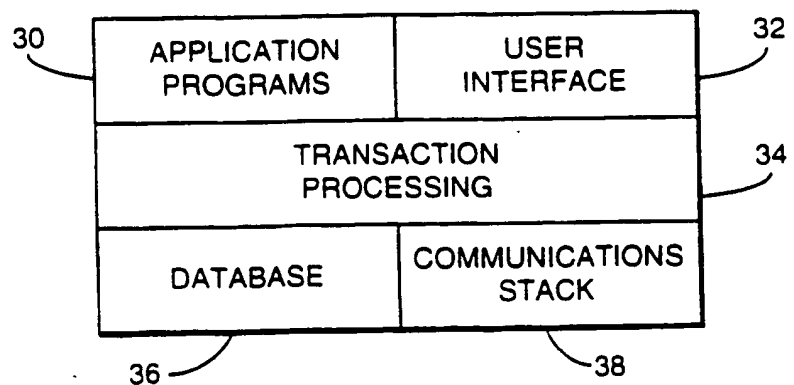 30
APPLICATION
PROGRAMS
USER
INTERFACE
32
TRANSACTION
PROCESSING
34
DATABASE
COMMUNICATIONS
STACK
36
38